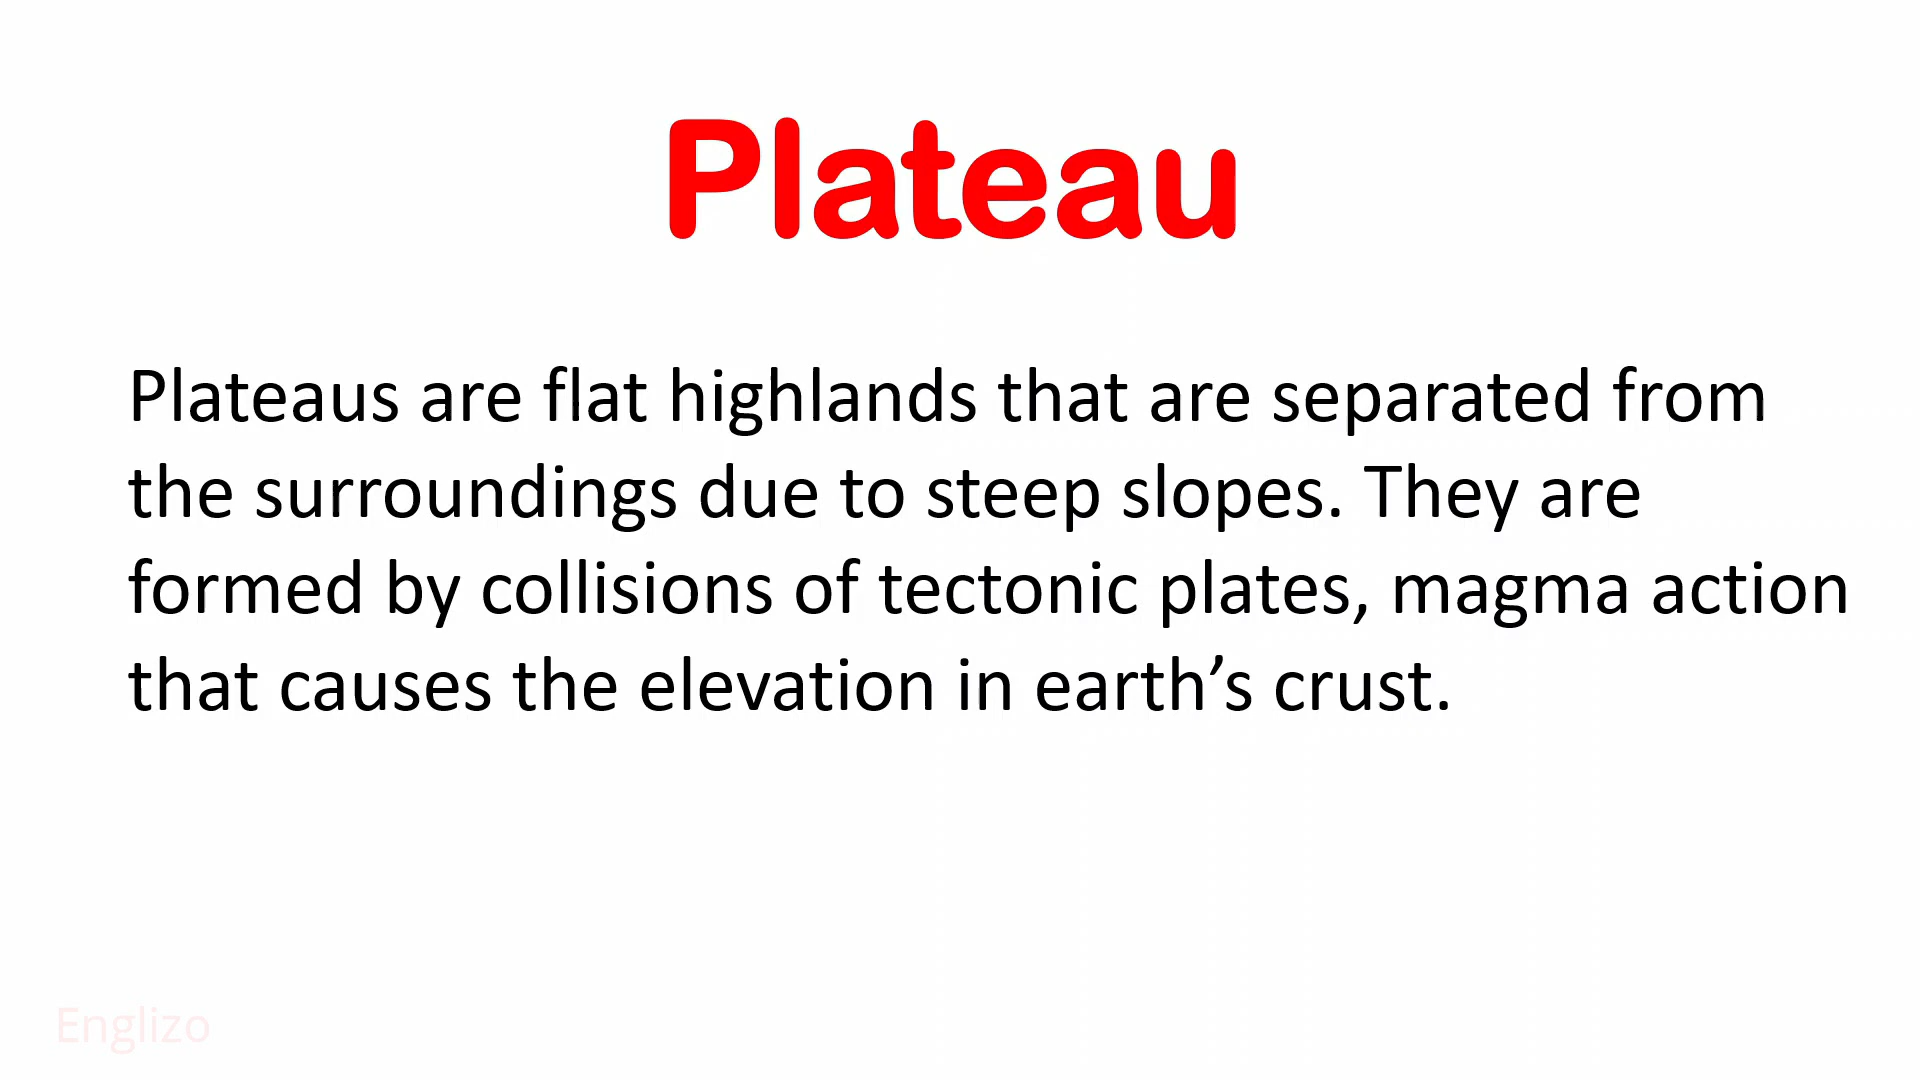 Plateau
Plateaus are flat highlands that are separated from
the surroundings due to steep slopes. They are
formed by collisions of tectonic plates, magma action
that causes the elevation in earth’s crust.
Englizo